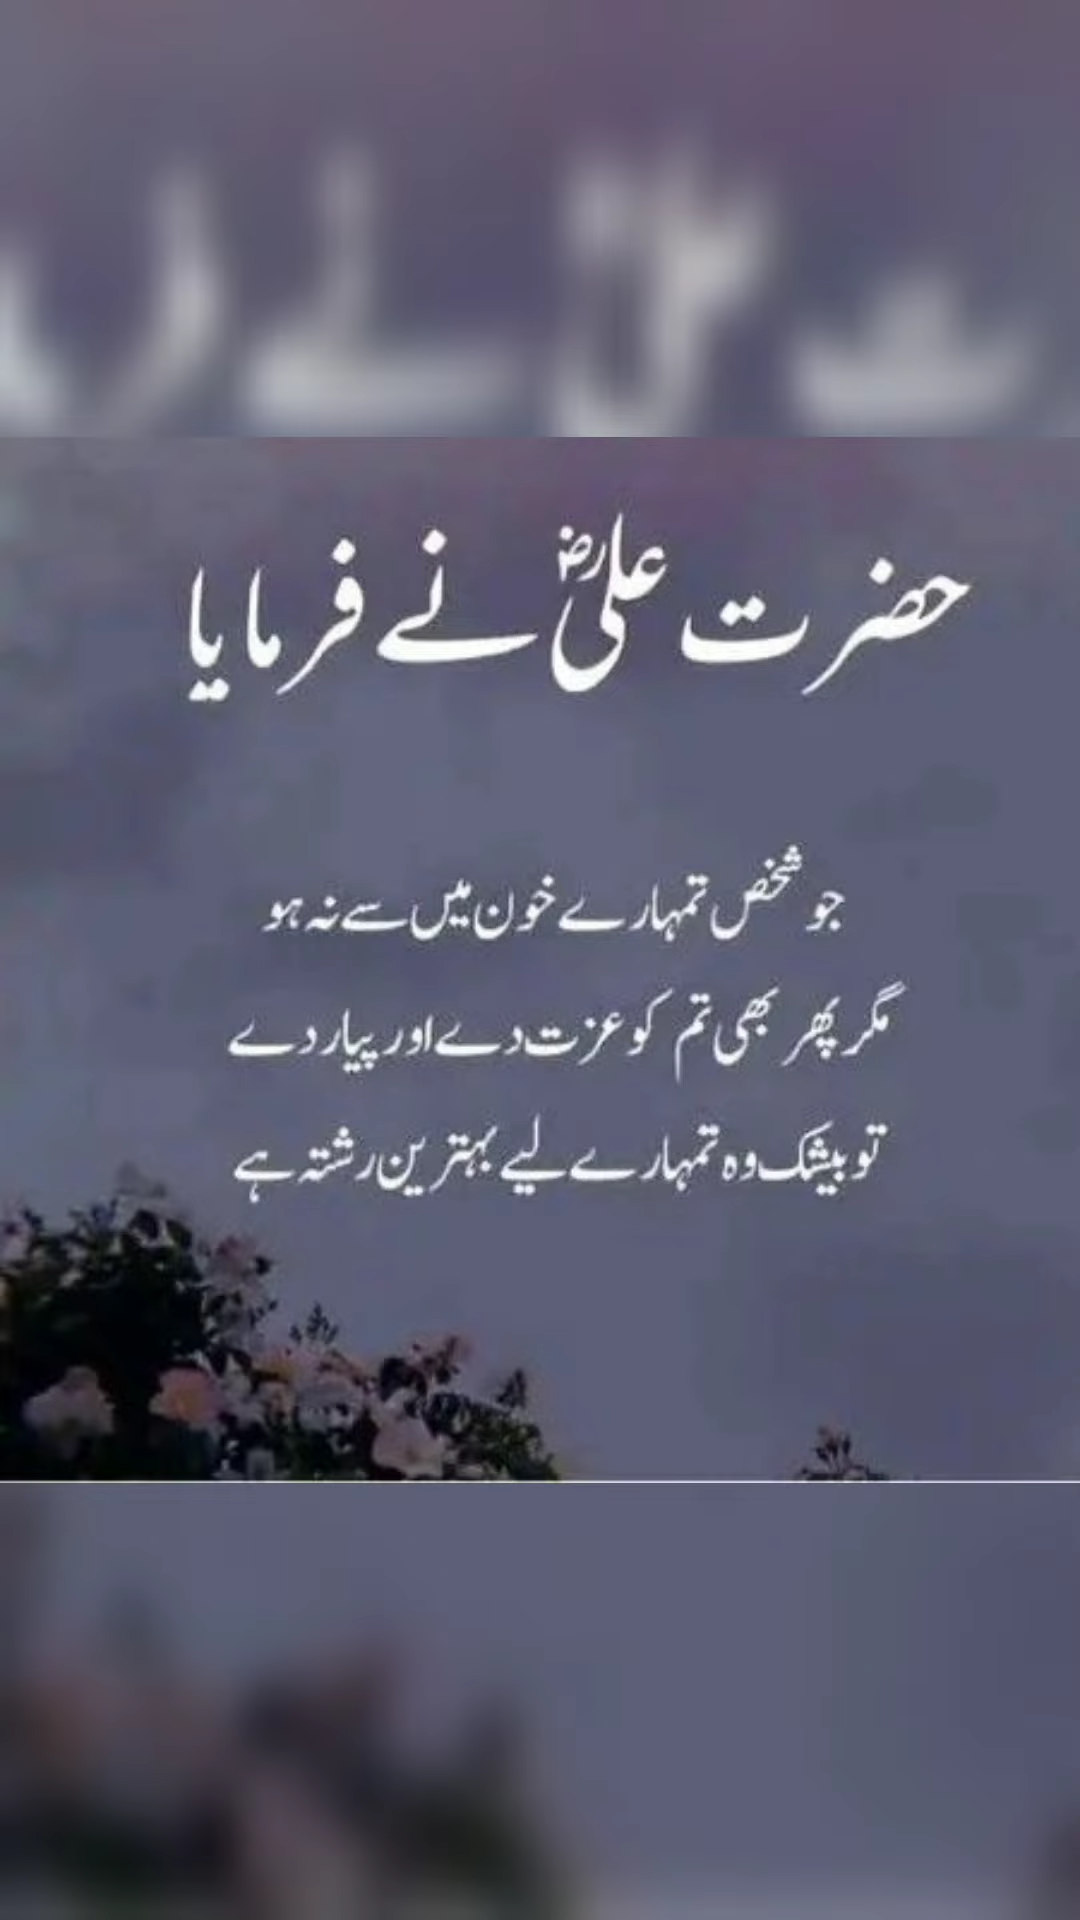 حضرت علیؓ نے فرمایا
جو شخص تمہارے خون میں سے نہ ہو
مگر پھر بھی تم کو عزت دے اور پیار دے
تو بیشک وہ تمہارے لیے بہترین رشتہ ہے